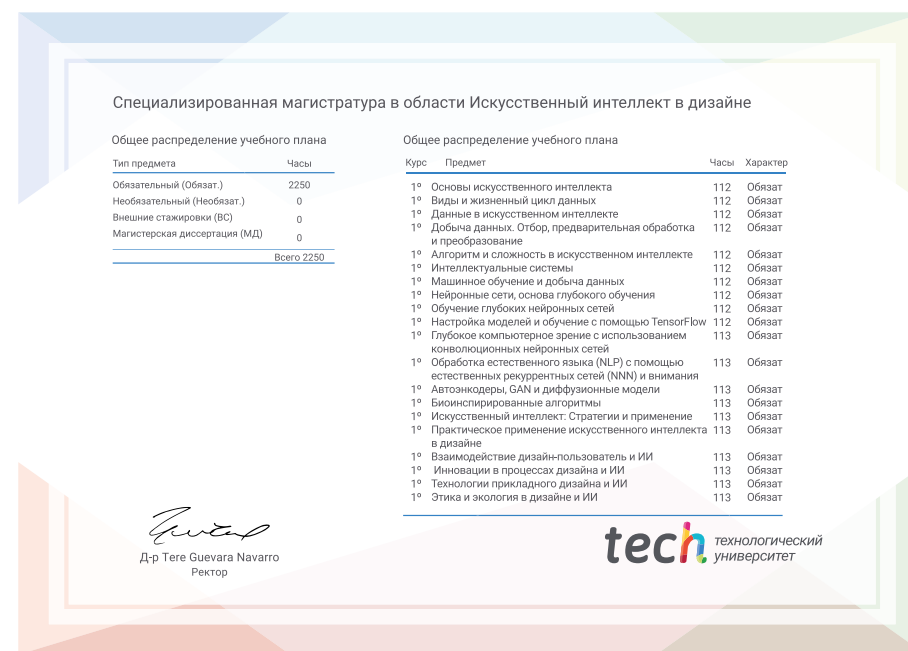 Специализированная магистратура в области Искусственный интеллект в дизайне
Общее распределение учебного плана
Тип предмета Часы
Обязательный (Обязат.) 2250
Необязательный (Необязат.) 0
Внешние стажировки (ВС) 0
Магистерская диссертация (МД) 0
Всего 2250
Общее распределение учебного плана
Курс Предмет Часы Характер
1º Основы искусственного интеллекта 112 Обязат
1º Виды и жизненный цикл данных 112 Обязат
1º Данные в искусственном интеллекте 112 Обязат
1º Добыча данных. Отбор, предварительная обработка 112 Обязат
и преобразование
1º Алгоритм и сложность в искусственном интеллекте 112 Обязат
1º Интеллектуальные системы 112 Обязат
1º Машинное обучение и добыча данных 112 Обязат
1º Нейронные сети, основа глубокого обучения 112 Обязат
1º Обучение глубоких нейронных сетей 112 Обязат
1º Настройка моделей и обучение с помощью TensorFlow 112 Обязат
1º Глубокое компьютерное зрение с использованием 113 Обязат
конволюционных нейронных сетей
1º Обработка естественного языка (NLP) с помощью 113 Обязат
естественных рекуррентных сетей (NNN) и внимания
1º Автоэнкодеры, GAN и диффузионные модели 113 Обязат
1º Биоинспирированные алгоритмы 113 Обязат
1º Искусственный интеллект: Стратегии и применение 113 Обязат
1º Практическое применение искусственного интеллекта 113 Обязат
в дизайне
1º Взаимодействие дизайн-пользователь и ИИ 113 Обязат
1º Инновации в процессах дизайна и ИИ 113 Обязат
1º Технологии прикладного дизайна и ИИ 113 Обязат
1º Этика и экология в дизайне и ИИ 113 Обязат
Д-р Tere Guevara Navarro
Ректор
tech технологический
университет